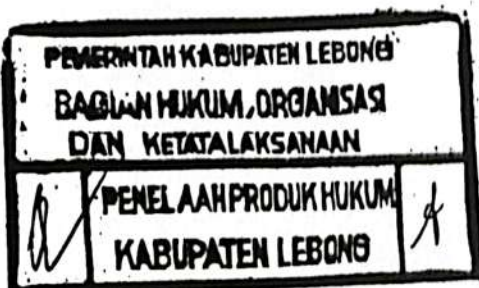 PEMERINTAH KABUPATEN LEBONG
BAGIAN HUKUM, ORGANISASI
DAN KETATALAKSANAAN
PENELAAH PRODUK HUKUM
KABUPATEN LEBONG